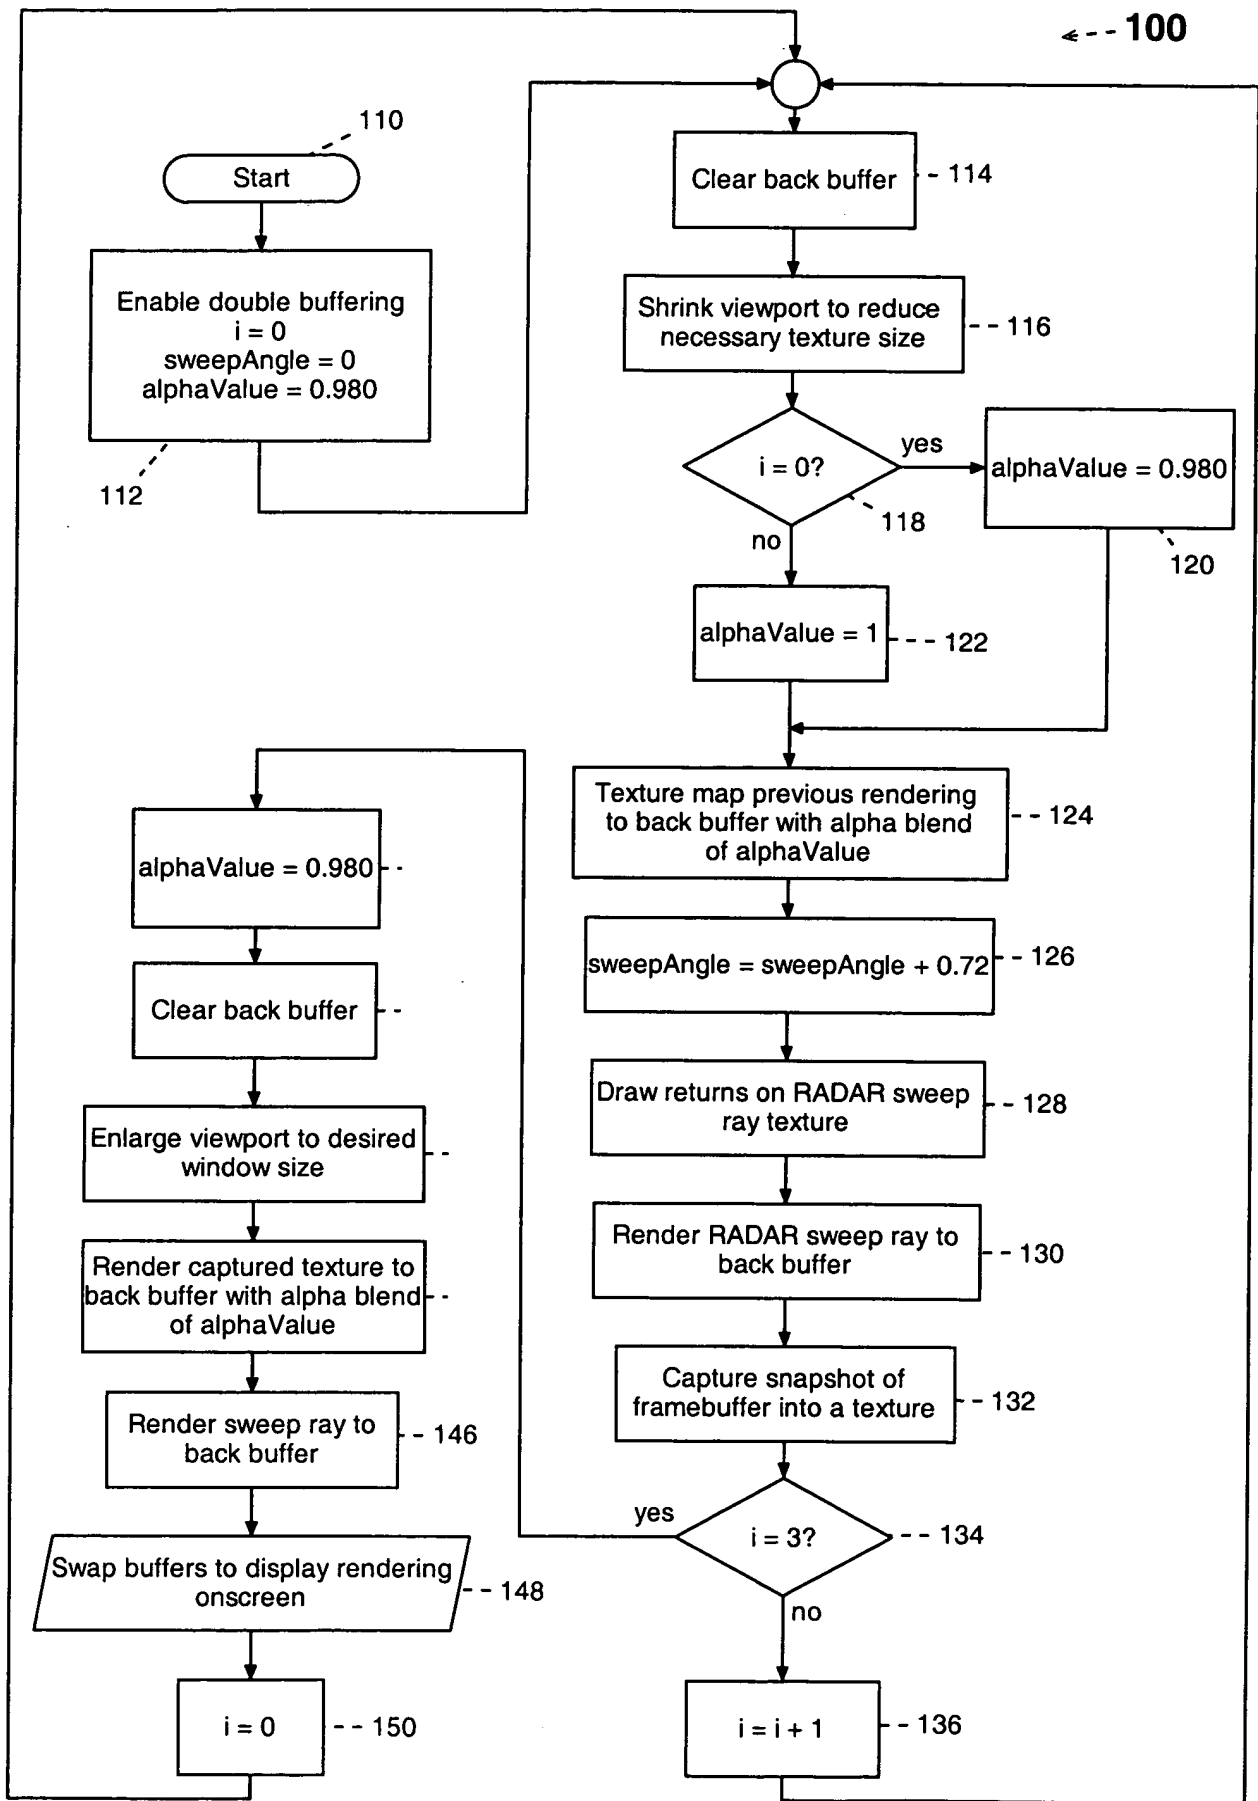 100
110
Start
Enable double buffering
i = 0
sweepAngle = 0
alphaValue = 0.980
112
Clear back buffer
114
Shrink viewport to reduce
necessary texture size
116
i = 0?
yes
118
no
alphaValue = 0.980
120
alphaValue = 1
122
Texture map previous rendering
to back buffer with alpha blend
of alphaValue
124
sweepAngle = sweepAngle + 0.72
126
Draw returns on RADAR sweep
ray texture
128
Render RADAR sweep ray to
back buffer
130
Capture snapshot of
framebuffer into a texture
132
i = 3?
yes
134
no
i = i + 1
136
alphaValue = 0.980
Clear back buffer
Enlarge viewport to desired
window size
Render captured texture to
back buffer with alpha blend
of alphaValue
Render sweep ray to
back buffer
146
Swap buffers to display rendering
onscreen
148
i = 0
150